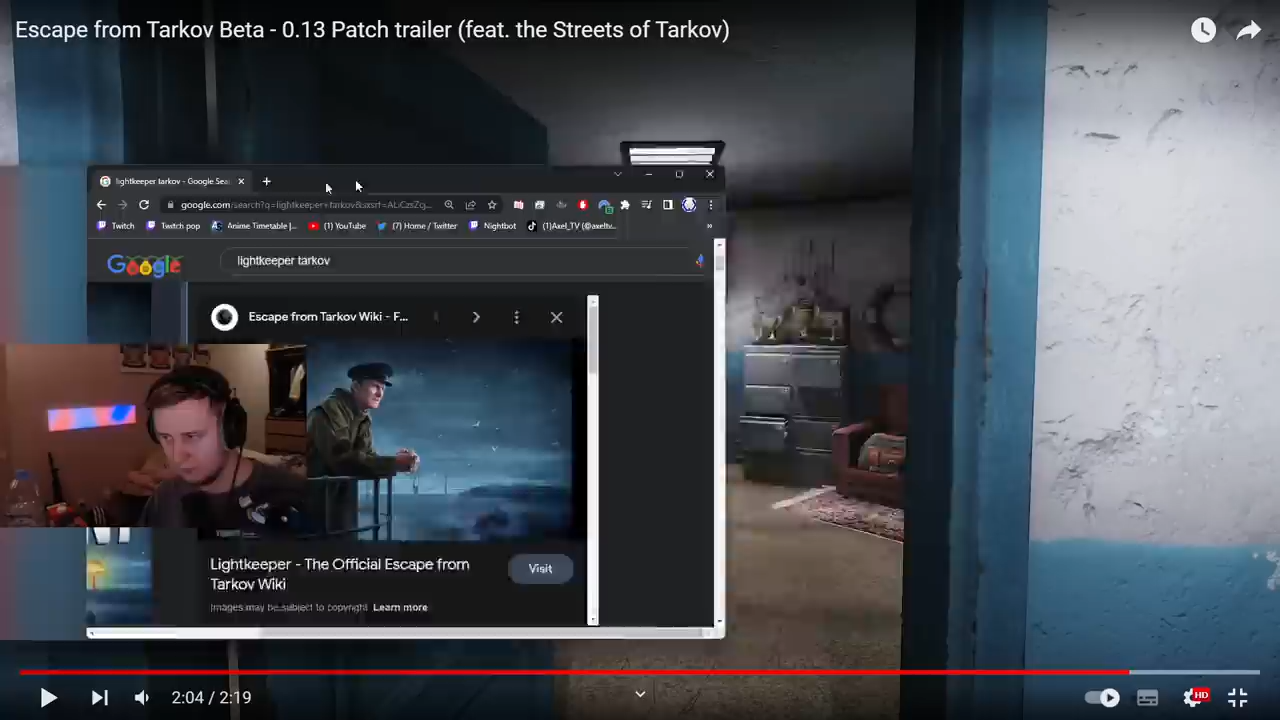 Escape from Tarkov Beta - 0.13 Patch trailer (feat. the Streets of Tarkov)
lightkeeper tarkov - Google Sea
google.com/search?q=lightkeeper+tarkov&sxsrf=
Twitch
Twitch pop
Anime Timetable |...
(1) YouTube
(7) Home / Twitter
Nightbot
(1)Axel_TV (@axeltv...
»
Google
lightkeeper tarkov
Escape from Tarkov Wiki - F...
Lightkeeper - The Official Escape from
Tarkov Wiki
Visit
Images may be subject to copyright Learn more
2:04 / 2:19
HD